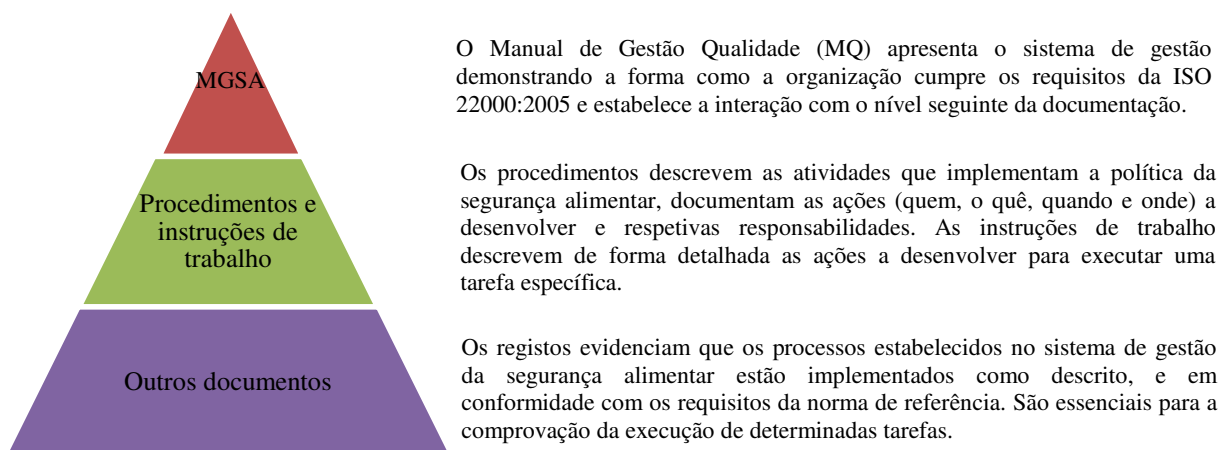 MGSA
O Manual de Gestão Qualidade (MQ) apresenta o sistema de gestão
demonstrando a forma como a organização cumpre os requisitos da ISO
22000:2005 e estabelece a interação com o nível seguinte da documentação.
Procedimentos e
instruções de
trabalho
Os procedimentos descrevem as atividades que implementam a política da
segurança alimentar, documentam as ações (quem, o quê, quando e onde) a
desenvolver e respetivas responsabilidades. As instruções de trabalho
descrevem de forma detalhada as ações a desenvolver para executar uma
tarefa específica.
Outros documentos
Os registos evidenciam que os processos estabelecidos no sistema de gestão
da segurança alimentar estão implementados como descrito, e em
conformidade com os requisitos da norma de referência. São essenciais para a
comprovação da execução de determinadas tarefas.